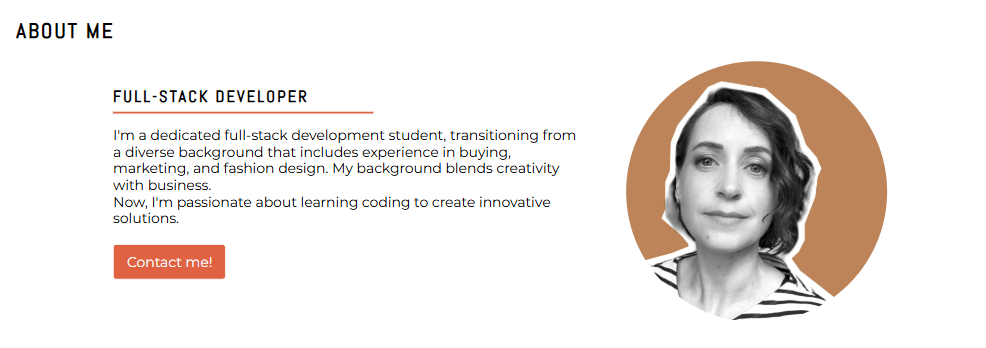 ABOUT ME
FULL-STACK DEVELOPER
I'm a dedicated full-stack development student, transitioning from
a diverse background that includes experience in buying,
marketing, and fashion design. My background blends creativity
with business.
Now, I'm passionate about learning coding to create innovative
solutions.
Contact me!